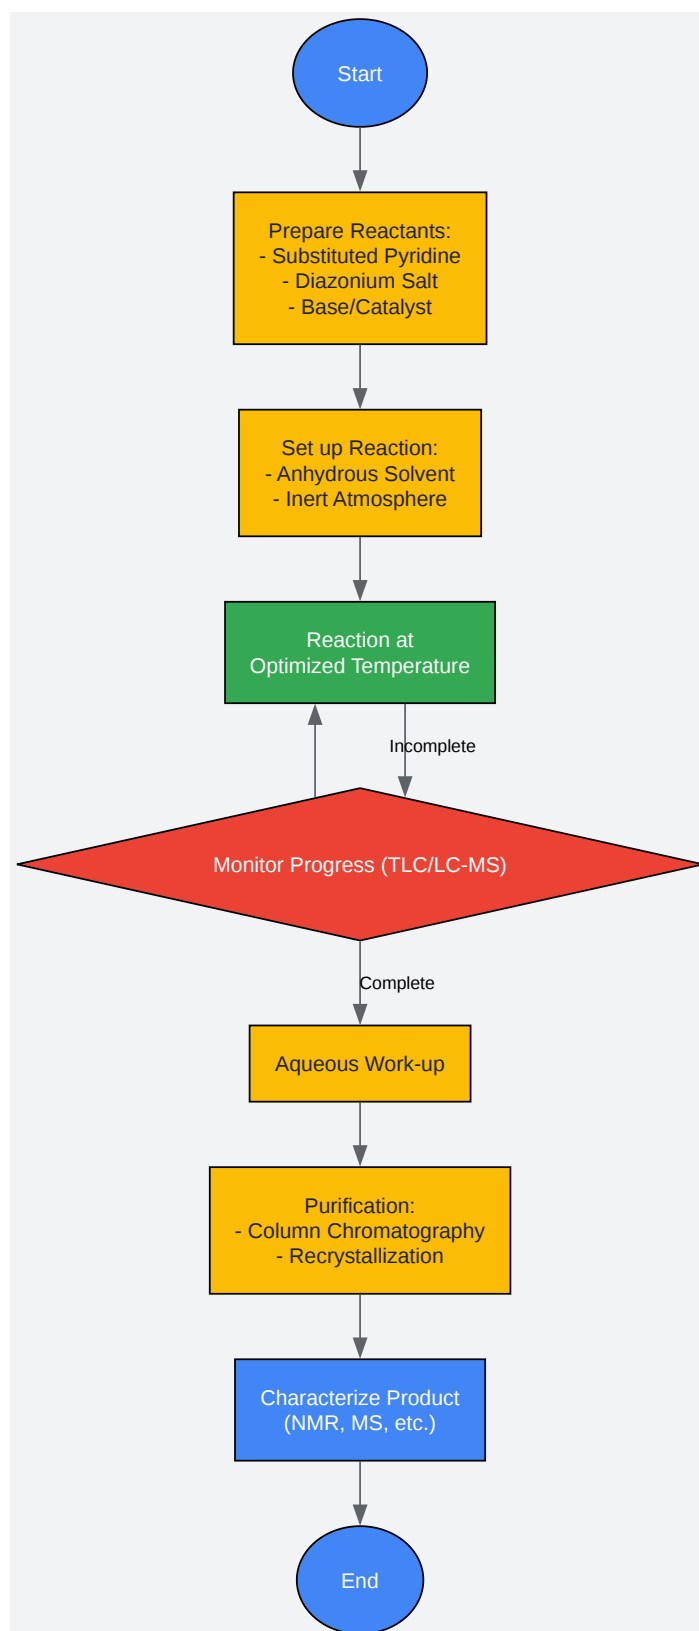 Start
Prepare Reactants:
- Substituted Pyridine
- Diazonium Salt
- Base/Catalyst
Set up Reaction:
- Anhydrous Solvent
- Inert Atmosphere
Reaction at
Optimized Temperature
Incomplete
Monitor Progress (TLC/LC-MS)
Complete
Aqueous Work-up
Purification:
- Column Chromatography
- Recrystallization
Characterize Product
(NMR, MS, etc.)
End